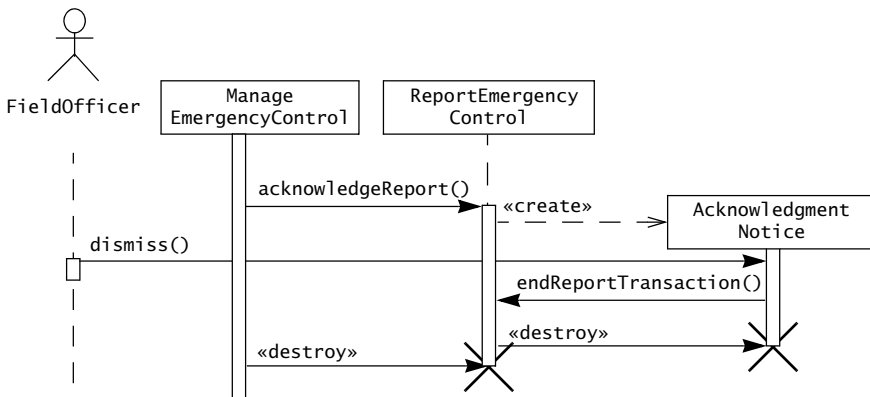 FieldOfficer
Manage
EmergencyControl
ReportEmergency
Control
acknowledgeReport()
«create»
Acknowledgment
Notice
dismiss()
endReportTransaction()
«destroy»
«destroy»